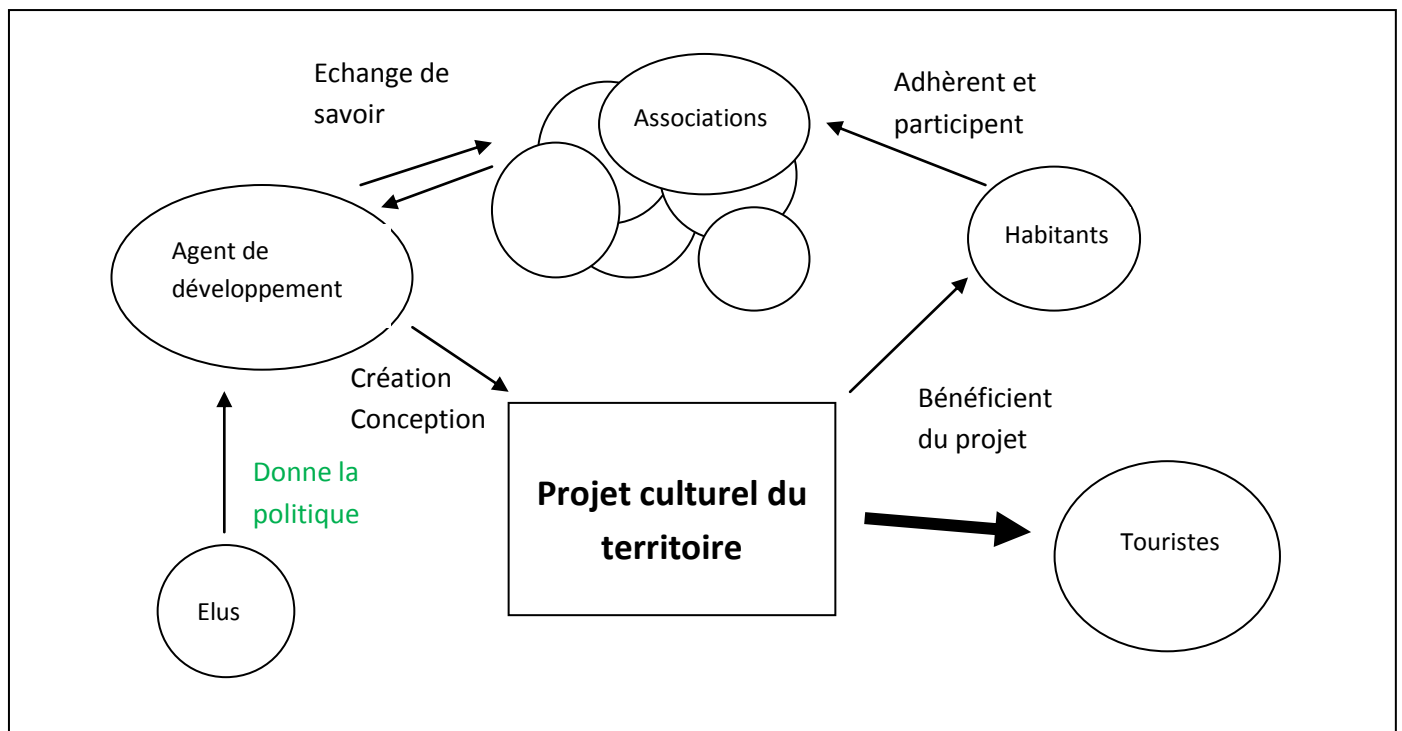 Echange de
savoir
Associations
Adhèrent et
participent
Agent de
développement
Habitants
Création
Conception
Bénéficient
du projet
Donne la
politique
Projet culturel du
territoire
Touristes
Elus